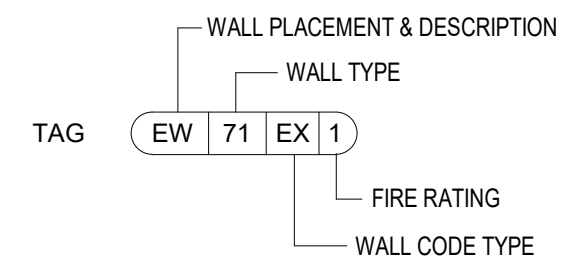 WALL PLACEMENT & DESCRIPTION
WALL TYPE
TAG EW 71 EX 1
FIRE RATING
WALL CODE TYPE